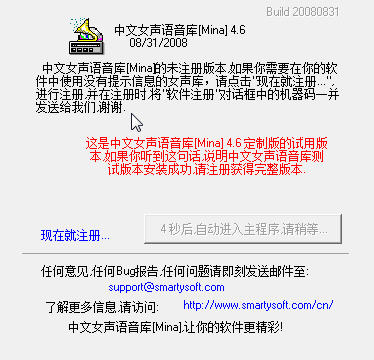 Build 20080831
中文女声语音库[Mina] 4.6
08/31/2008
中文女声语音库[Mina]的未注册版本.如果你需要在你的软
件中使用没有提示信息的女声库，请点击"现在就注册..."，
进行注册,并在注册时.将"软件注册"对话框中的机器码一并
发送给我们.谢谢.
这是中文女声语音库[Mina] 4.6 定制版的试用版
本.如果你听到这句话,说明中文女声语音库测
试版本安装成功,请注册获得完整版本.
现在就注册...
4 秒后,自动进入主程序,请稍等...
任何意见,任何Bug报告,任何问题请即刻发送邮件至:
support@smartysoft.com
了解更多信息,请访问: http://www.smartysoft.com/cn/
中文女声语音库[Mina],让你的软件更精彩!